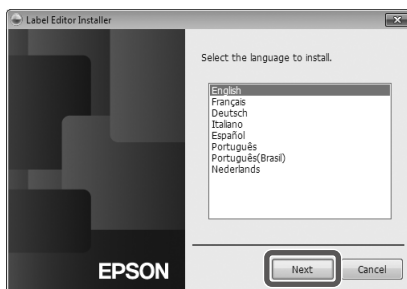 Label Editor Installer
Select the language to install.
English
Français
Deutsch
Italiano
Español
Português
Português(Brasil)
Nederlands
EPSON
Next
Cancel